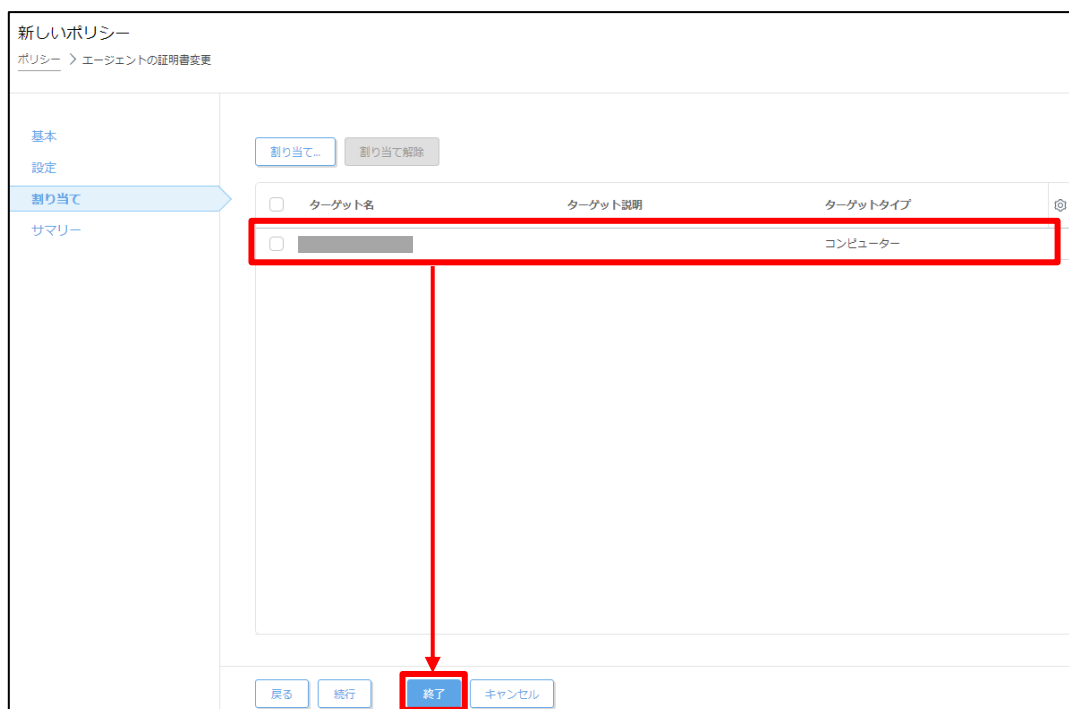 新しいポリシー
ポリシー > エージェントの証明書変更
基本
設定
割り当て
サマリー
割り当て... 割り当て解除
ターゲット名 ターゲット説明 ターゲットタイプ
コンピューター
戻る 続行 終了 キャンセル